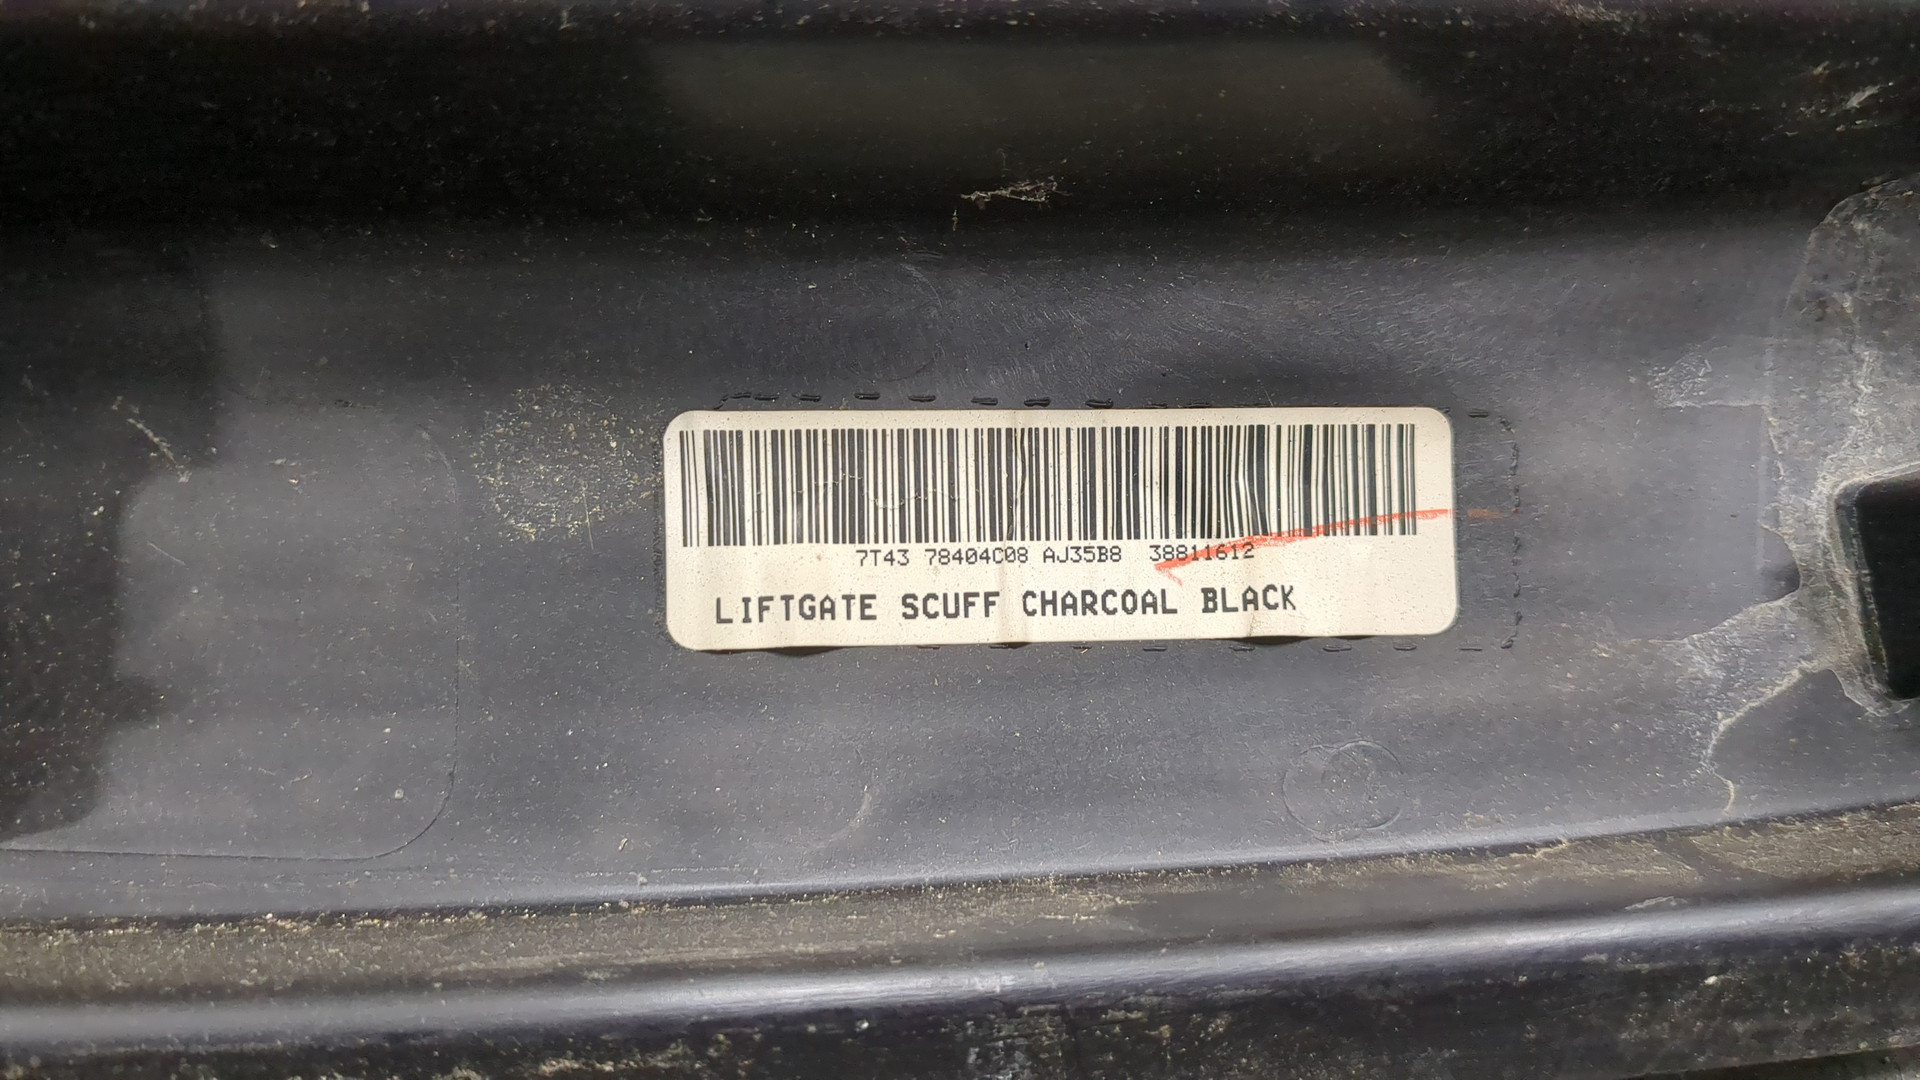 7T43 78404C08 AJ35B8 38811612
LIFTGATE SCUFF CHARCOAL BLACK